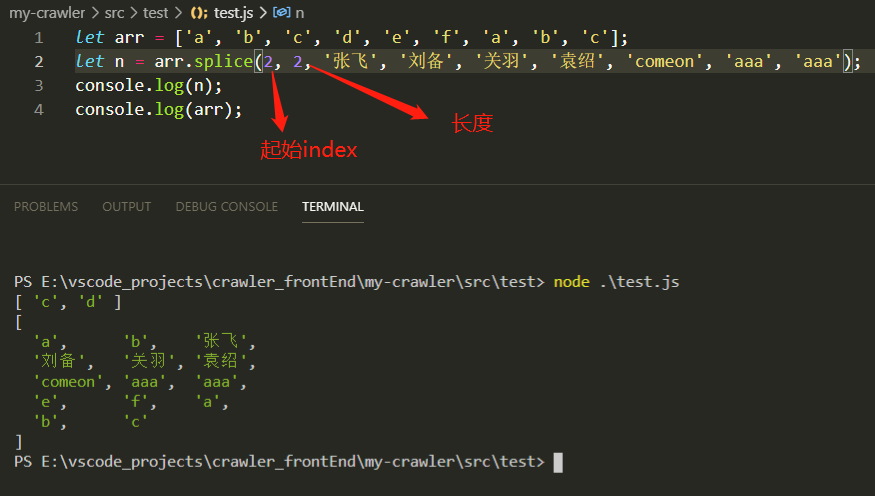 my-crawler > src > test > test.js > n
1 let arr = ['a', 'b', 'c', 'd', 'e', 'f', 'a', 'b', 'c'];
2 let n = arr.splice(2, 2, '张飞', '刘备', '关羽', '袁绍', 'comeon', 'aaa', 'aaa');
3 console.log(n);
4 console.log(arr);
长度
起始index
PROBLEMS OUTPUT DEBUG CONSOLE TERMINAL
PS E:\vscode_projects\crawler_frontEnd\my-crawler\src\test> node .\test.js
[ 'c', 'd' ]
[
'a', 'b', '张飞',
'刘备', '关羽', '袁绍',
'comeon', 'aaa', 'aaa',
'e', 'f', 'a',
'b', 'c'
]
PS E:\vscode_projects\crawler_frontEnd\my-crawler\src\test>